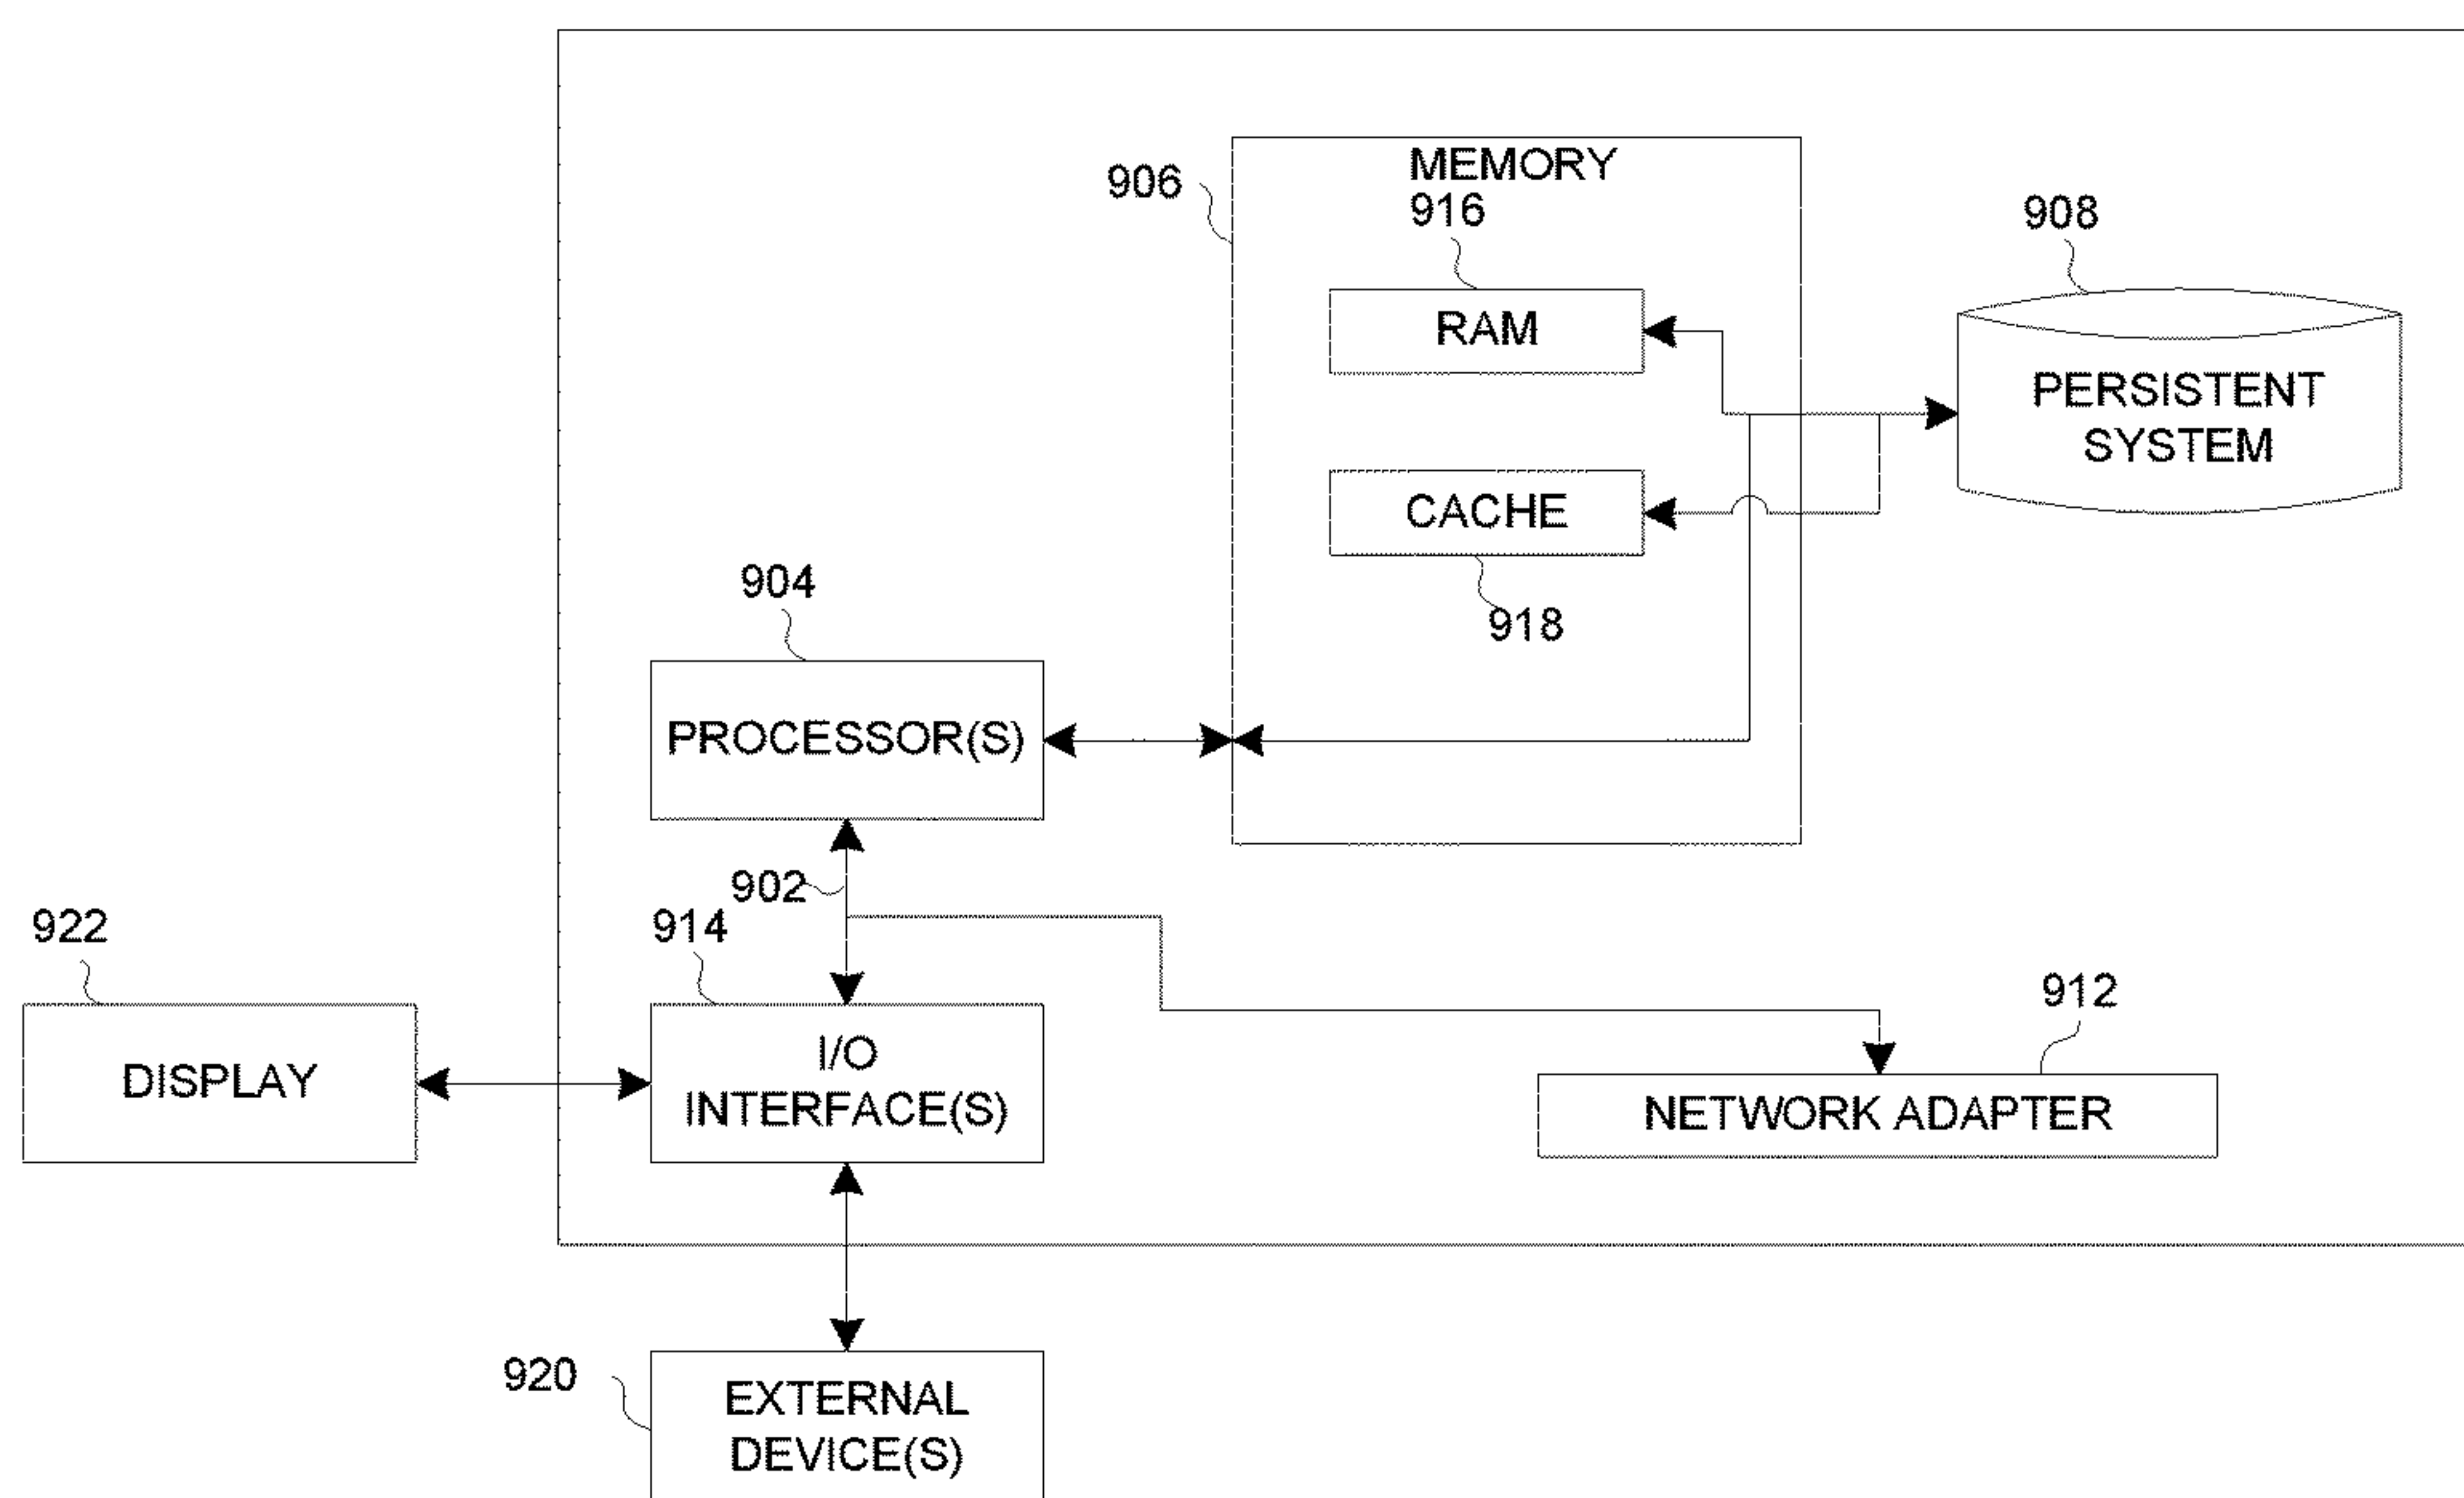 MEMORY
906
916
908
RAM
PERSISTENT
SYSTEM
CACHE
904
918
PROCESSOR(S)
902
922
914
912
DISPLAY
I/O
INTERFACE(S)
NETWORK ADAPTER
920
EXTERNAL
DEVICE(S)